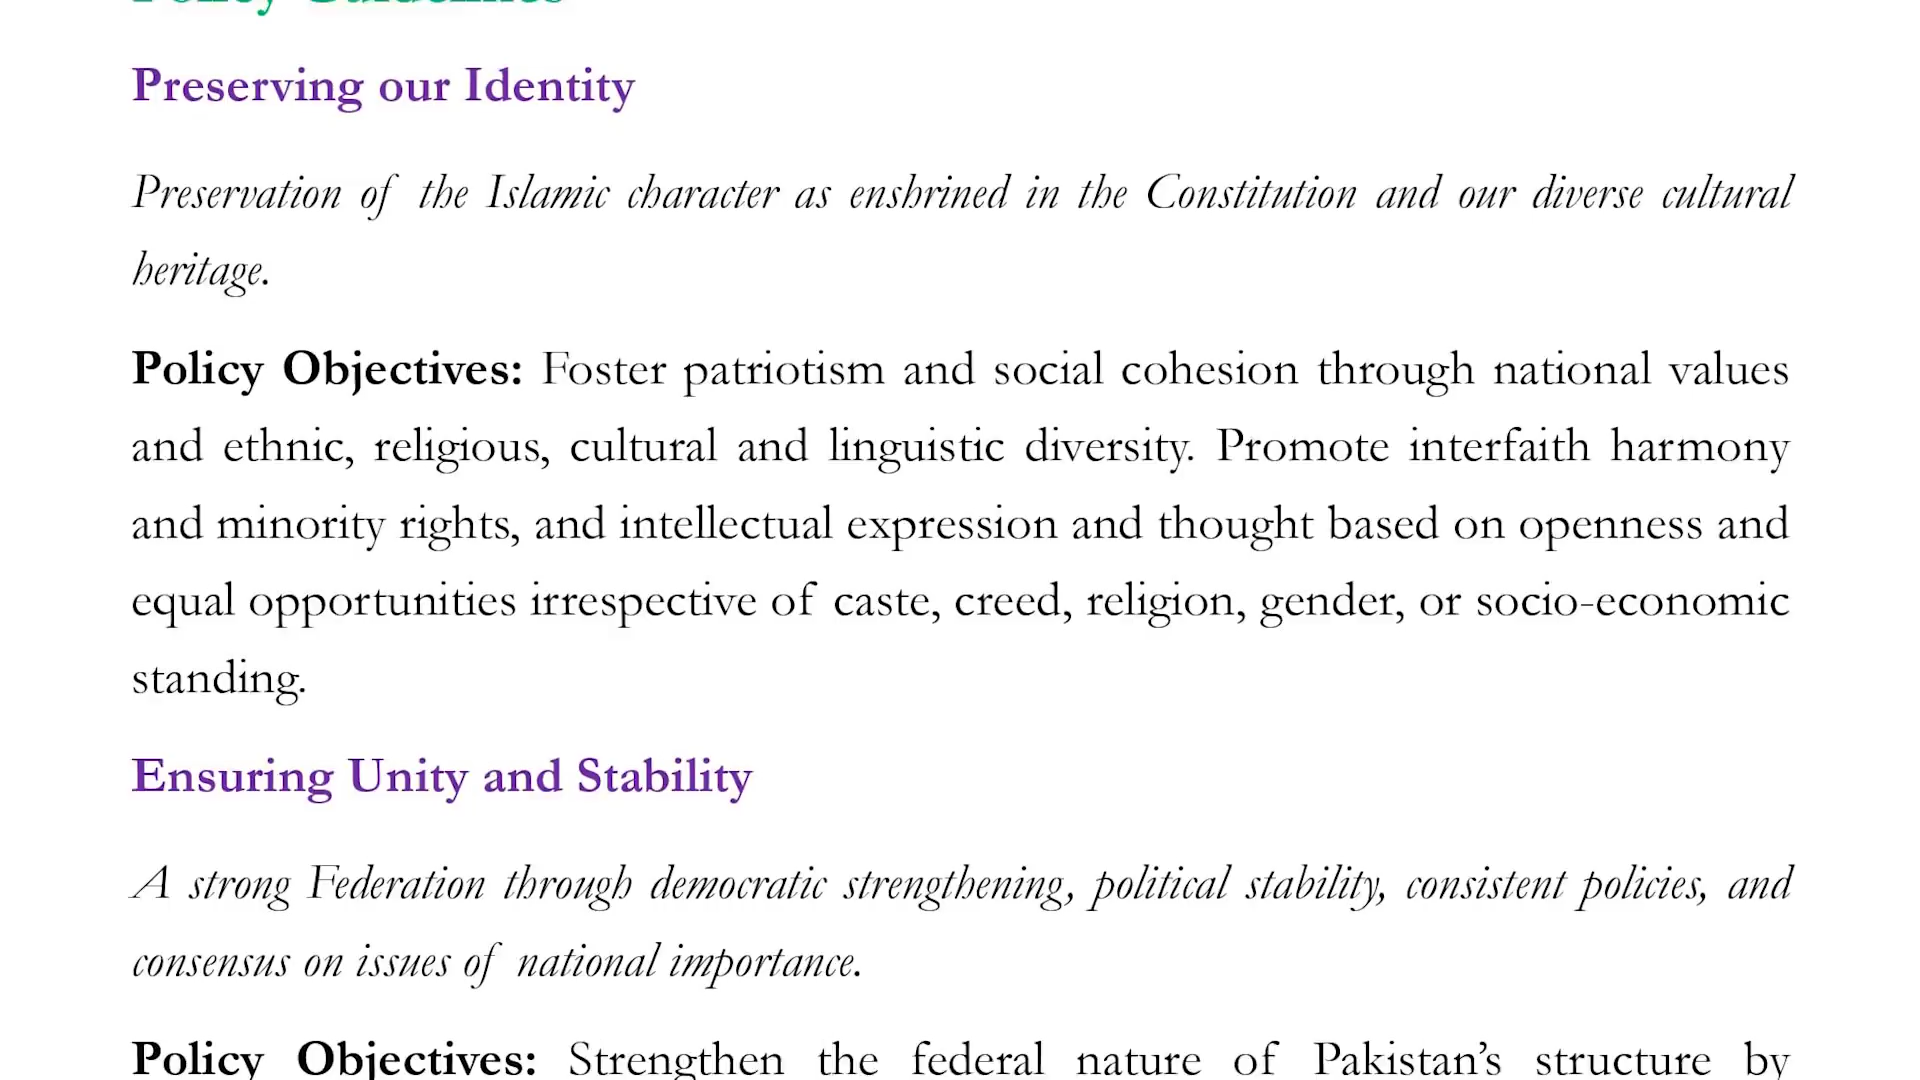 Policy Guidelines
Preserving our Identity
Preservation of the Islamic character as enshrined in the Constitution and our diverse cultural
heritage.
Policy Objectives: Foster patriotism and social cohesion through national values
and ethnic, religious, cultural and linguistic diversity. Promote interfaith harmony
and minority rights, and intellectual expression and thought based on openness and
equal opportunities irrespective of caste, creed, religion, gender, or socio-economic
standing.
Ensuring Unity and Stability
A strong Federation through democratic strengthening, political stability, consistent policies, and
consensus on issues of national importance.
Policy Objectives: Strengthen the federal nature of Pakistan’s structure by